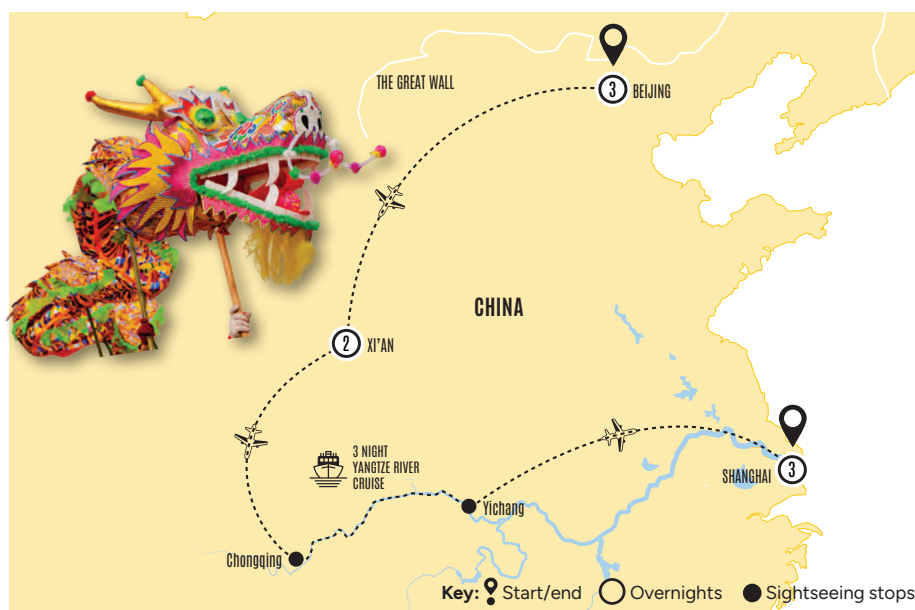 THE GREAT WALL
3 BEIJING
CHINA
2 XI'AN
3 NIGHT
YANGTZE RIVER
CRUISE
SHANGHAI 3
Yichang
Chongqing
Key: Start/end Overnights Sightseeing stops